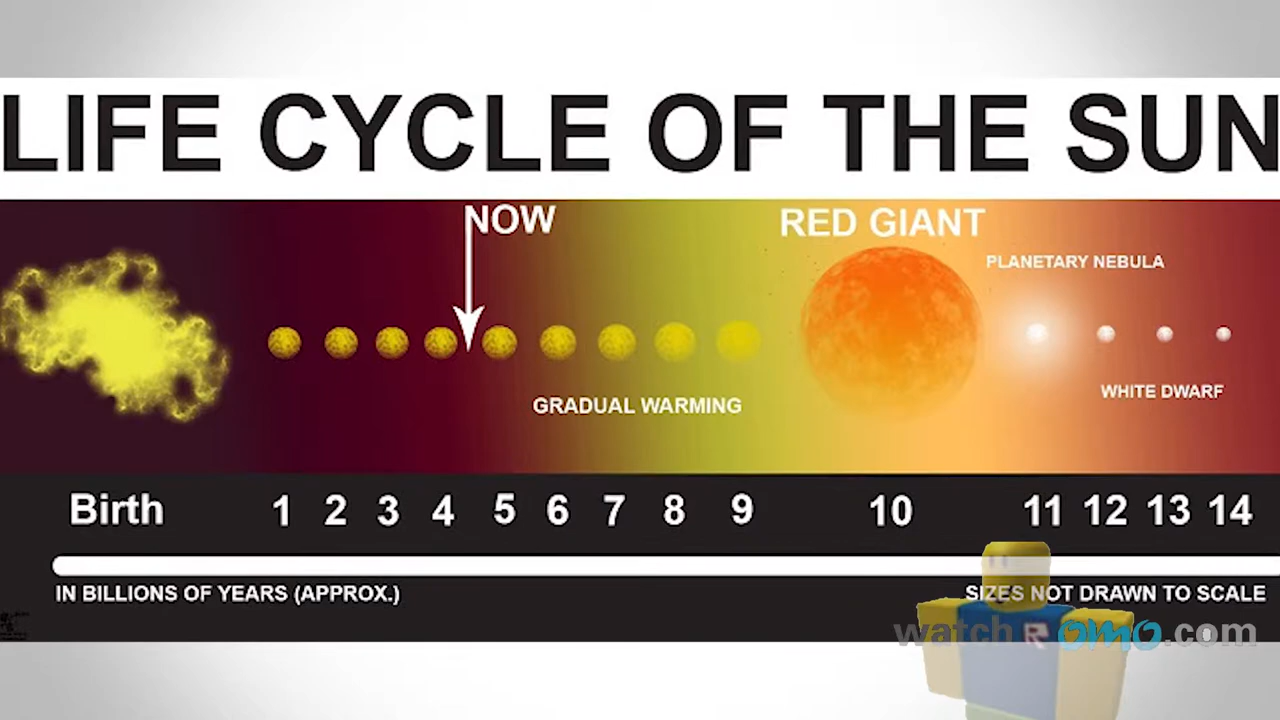 LIFE CYCLE OF THE SUN
NOW
RED GIANT
PLANETARY NEBULA
GRADUAL WARMING
WHITE DWARF
Birth 1 2 3 4 5 6 7 8 9 10 11 12 13 14
IN BILLIONS OF YEARS (APPROX.) SIZES NOT DRAWN TO SCALE
watch R omo.com